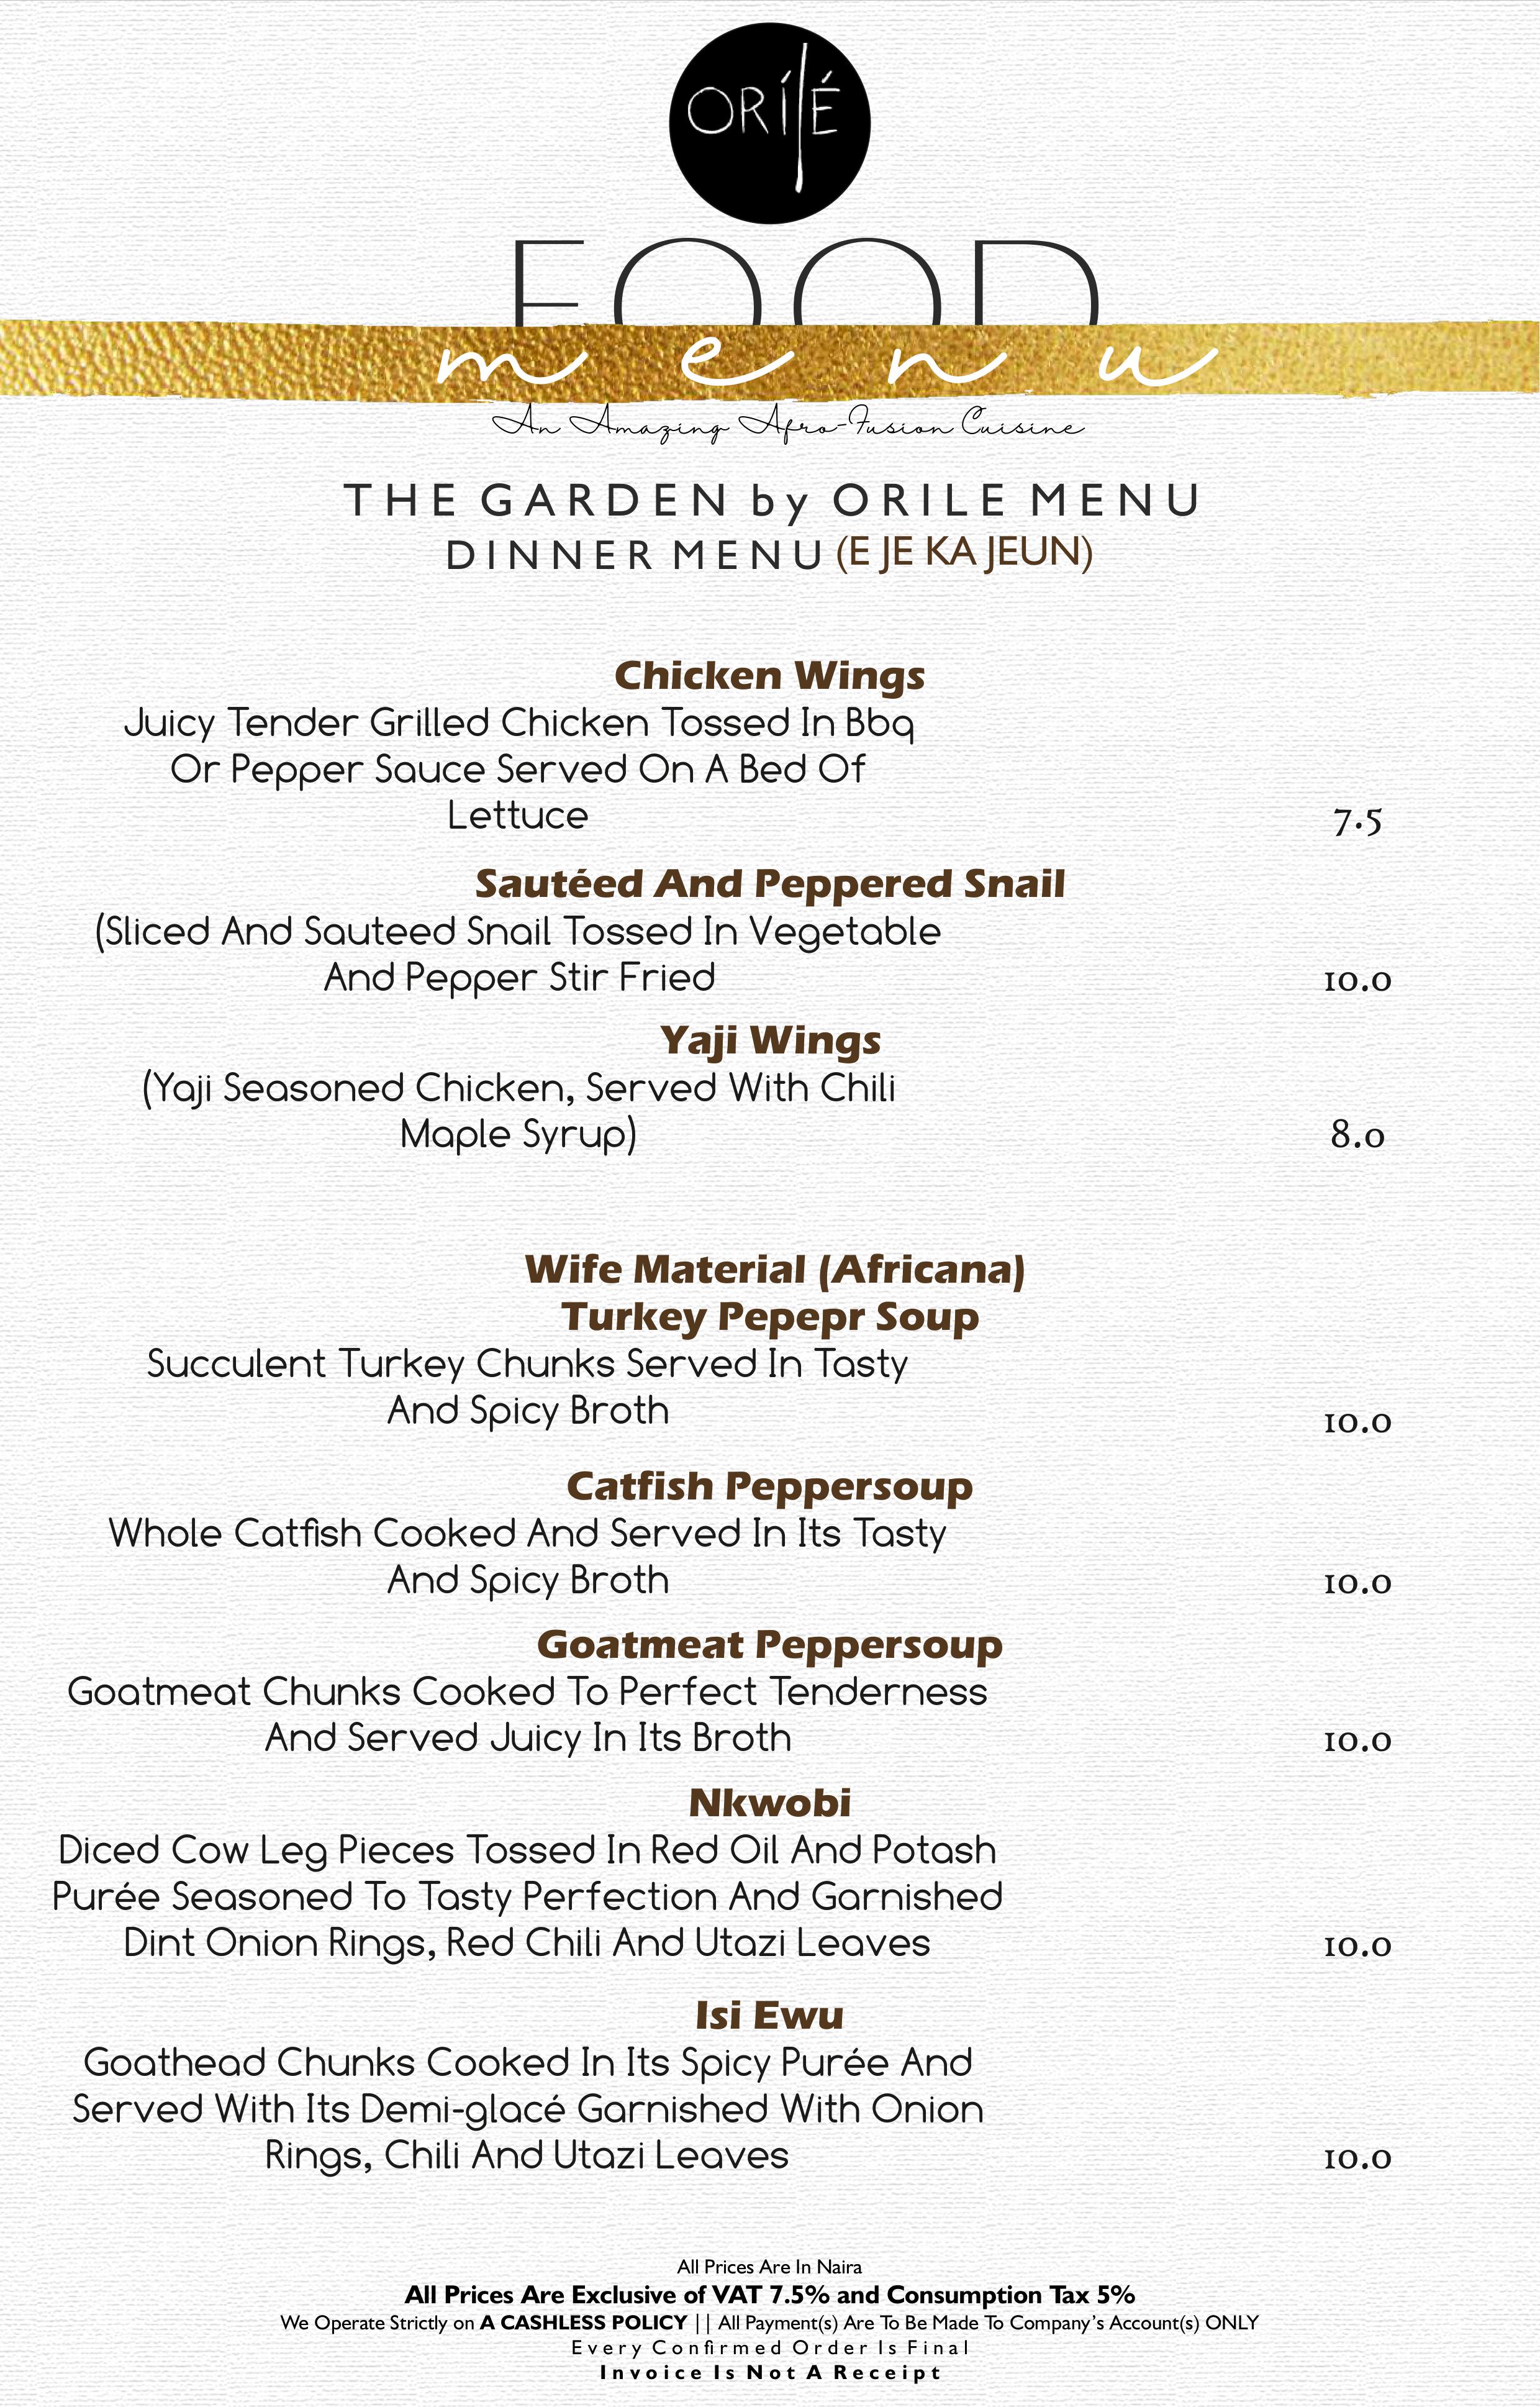 ORÍLÉ
FOOD
menu
An Amazing Afro-Fusion Cuisine
THE GARDEN by ORILE MENU
DINNER MENU (E JE KA JEUN)
Chicken Wings
Juicy Tender Grilled Chicken Tossed In Bbq
Or Pepper Sauce Served On A Bed Of
Lettuce 7.5
Sautéed And Peppered Snail
(Sliced And Sauteed Snail Tossed In Vegetable
And Pepper Stir Fried 10.0
Yaji Wings
(Yaji Seasoned Chicken, Served With Chili
Maple Syrup) 8.0
Wife Material (Africana)
Turkey Pepepr Soup
Succulent Turkey Chunks Served In Tasty
And Spicy Broth 10.0
Catfish Peppersoup
Whole Catfish Cooked And Served In Its Tasty
And Spicy Broth 10.0
Goatmeat Peppersoup
Goatmeat Chunks Cooked To Perfect Tenderness
And Served Juicy In Its Broth 10.0
Nkwobi
Diced Cow Leg Pieces Tossed In Red Oil And Potash
Purée Seasoned To Tasty Perfection And Garnished
Dint Onion Rings, Red Chili And Utazi Leaves 10.0
Isi Ewu
Goathead Chunks Cooked In Its Spicy Purée And
Served With Its Demi-glacé Garnished With Onion
Rings, Chili And Utazi Leaves 10.0
All Prices Are In Naira
All Prices Are Exclusive of VAT 7.5% and Consumption Tax 5%
We Operate Strictly on A CASHLESS POLICY || All Payment(s) Are To Be Made To Company's Account(s) ONLY
Every Confirmed Order Is Final
Invoice Is Not A Receipt